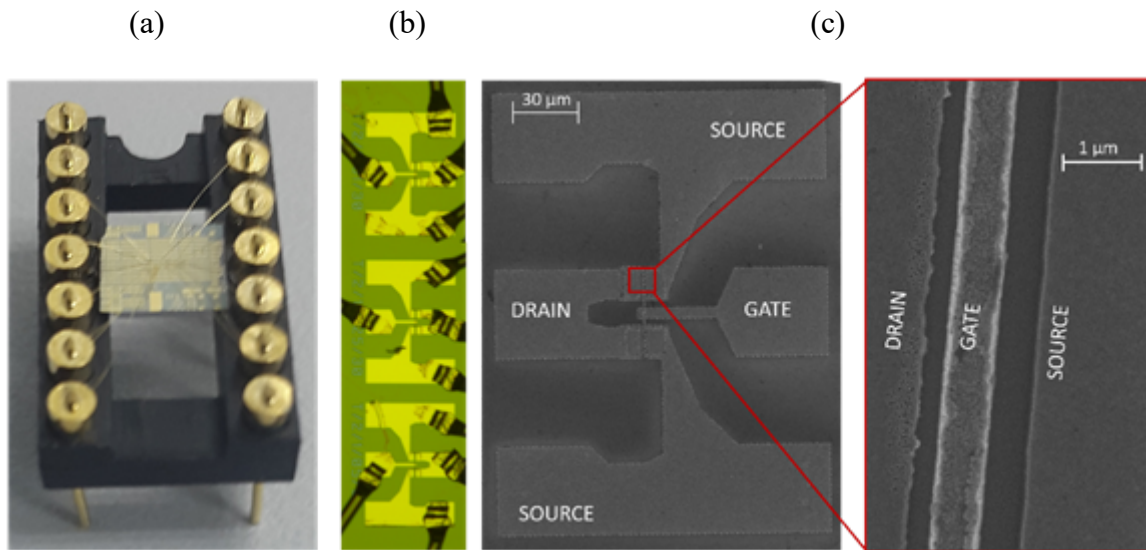 (a)
(b)
(c)
30 µm
SOURCE
DRAIN
GATE
SOURCE
1 µm
DRAIN
GATE
SOURCE